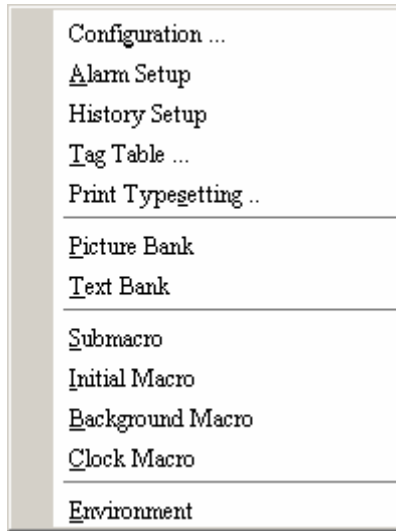 Configuration ...
Alarm Setup
History Setup
Tag Table ...
Print Typesetting ..
Picture Bank
Text Bank
Submacro
Initial Macro
Background Macro
Clock Macro
Environment